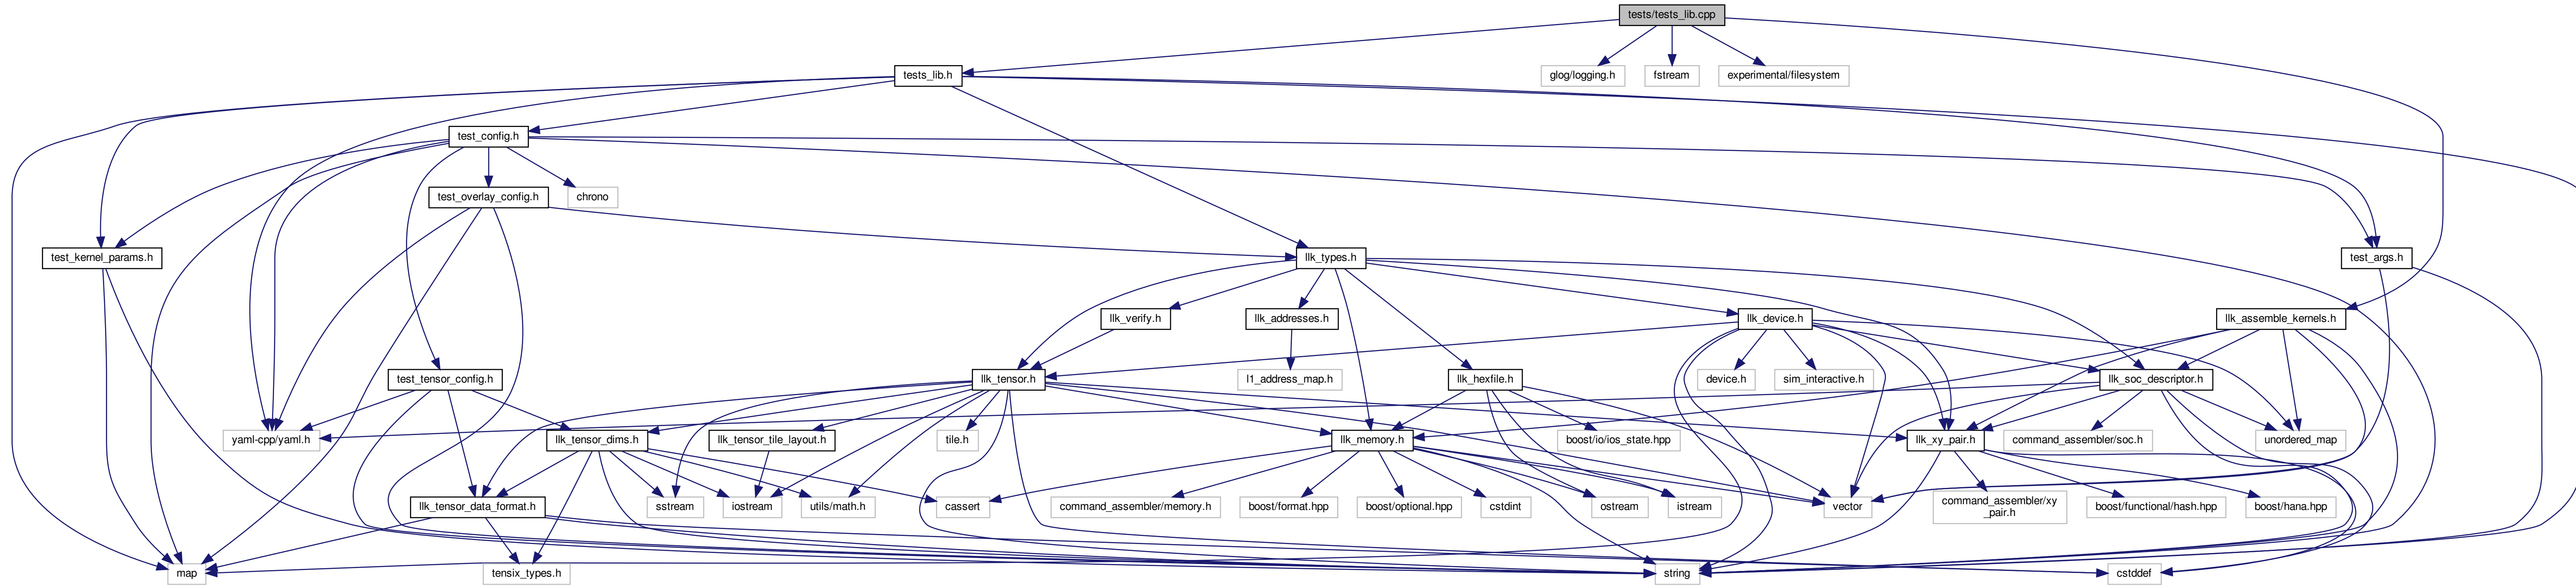 tests/tests_lib.cpp
tests_lib.h
glog/logging.h
fstream
experimental/filesystem
test_config.h
test_overlay_config.h
chrono
test_kernel_params.h
llk_types.h
test_args.h
llk_verify.h
llk_addresses.h
llk_device.h
llk_assemble_kernels.h
test_tensor_config.h
llk_tensor.h
l1_address_map.h
llk_hexfile.h
device.h
sim_interactive.h
llk_soc_descriptor.h
yaml-cpp/yaml.h
llk_tensor_dims.h
llk_tensor_tile_layout.h
tile.h
llk_memory.h
boost/io/ios_state.hpp
llk_xy_pair.h
command_assembler/soc.h
unordered_map
llk_tensor_data_format.h
sstream
iostream
utils/math.h
cassert
command_assembler/memory.h
boost/format.hpp
boost/optional.hpp
cstdint
ostream
istream
vector
command_assembler/xy
_pair.h
boost/functional/hash.hpp
boost/hana.hpp
map
tensix_types.h
string
cstddef